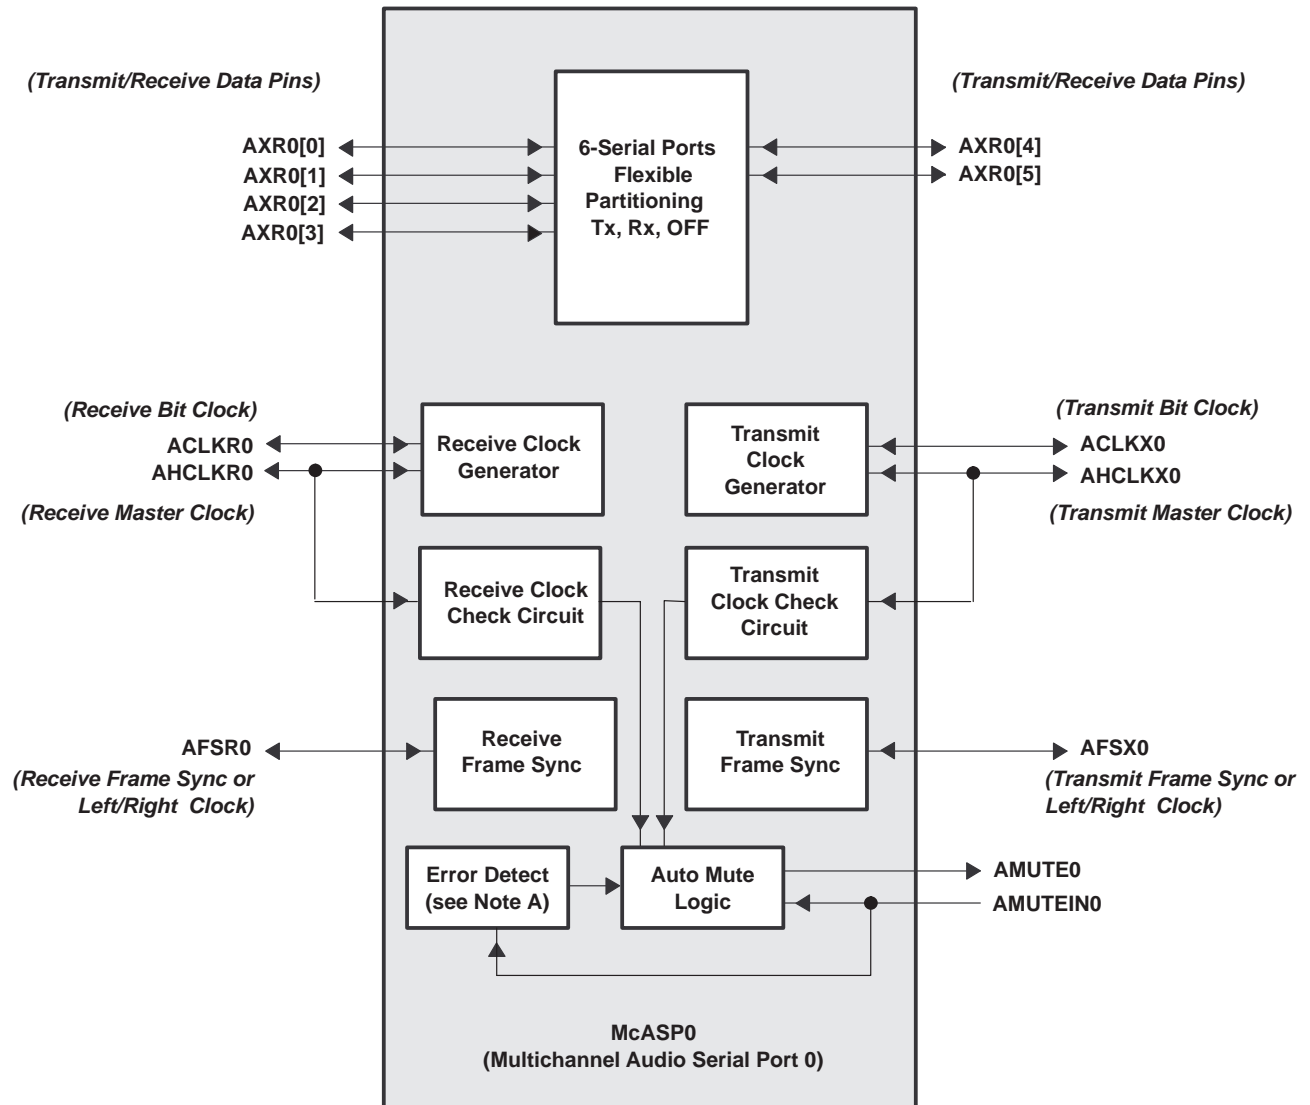 (Transmit/Receive Data Pins)
(Transmit/Receive Data Pins)
AXR0[0]
AXR0[1]
AXR0[2]
AXR0[3]
6-Serial Ports
Flexible
Partitioning
Tx, Rx, OFF
AXR0[4]
AXR0[5]
(Receive Bit Clock)
ACLKR0
AHCLKR0
(Receive Master Clock)
Receive Clock
Generator
Transmit
Clock
Generator
(Transmit Bit Clock)
ACLKX0
AHCLKX0
(Transmit Master Clock)
Receive Clock
Check Circuit
Transmit
Clock Check
Circuit
AFSR0
(Receive Frame Sync or
Left/Right Clock)
Receive
Frame Sync
Transmit
Frame Sync
AFSX0
(Transmit Frame Sync or
Left/Right Clock)
Error Detect
(see Note A)
Auto Mute
Logic
AMUTE0
AMUTEIN0
McASP0
(Multichannel Audio Serial Port 0)